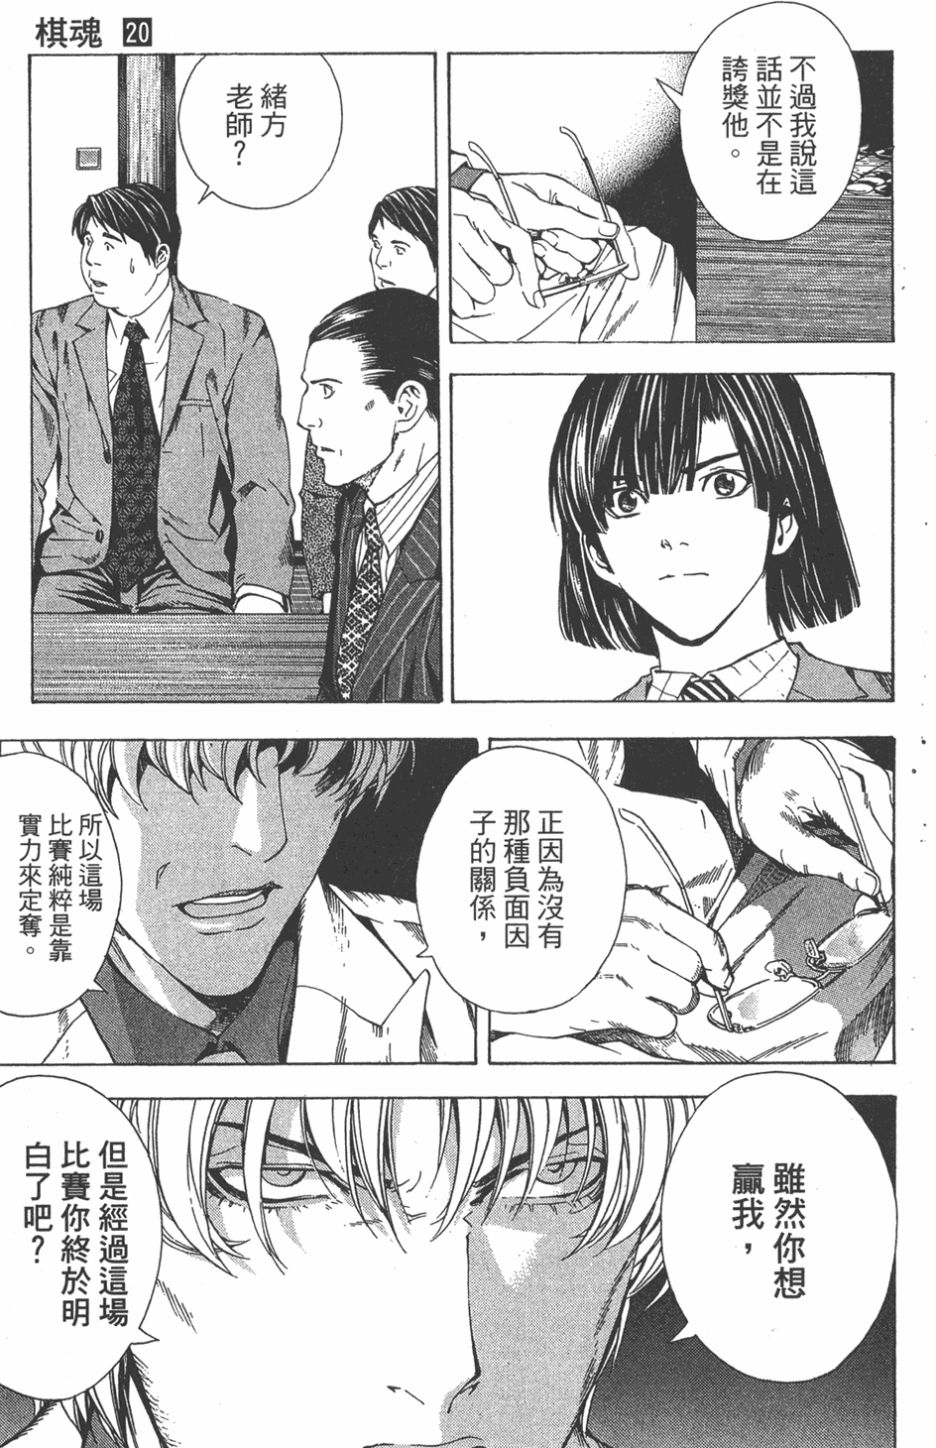 棋魂 20
不過我說這
話並不是在
誇獎他。
緒方
老師？
正因為沒有
那種負面因
子的關係，
所以這場
比賽純粹是靠
實力來定奪。
雖然你想
贏我，
但是經過這場
比賽你終於明
白了吧？